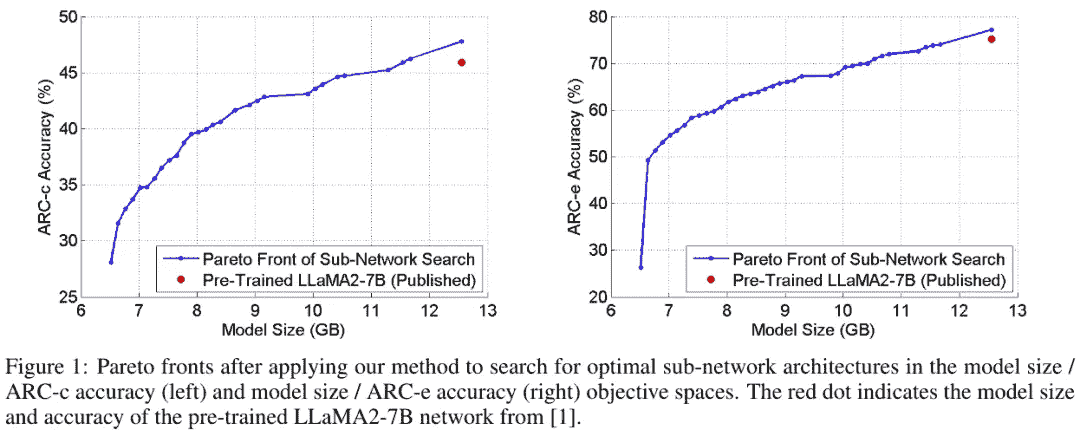 50
45
40
35
30
25
6 7 8 9 10 11 12 13
ARC-c Accuracy (%)
Model Size (GB)
Pareto Front of Sub-Network Search
Pre-Trained LLaMA2-7B (Published)
80
70
60
50
40
30
20
6 7 8 9 10 11 12 13
ARC-e Accuracy (%)
Model Size (GB)
Pareto Front of Sub-Network Search
Pre-Trained LLaMA2-7B (Published)
Figure 1: Pareto fronts after applying our method to search for optimal sub-network architectures in the model size /
ARC-c accuracy (left) and model size / ARC-e accuracy (right) objective spaces. The red dot indicates the model size
and accuracy of the pre-trained LLaMA2-7B network from [1].